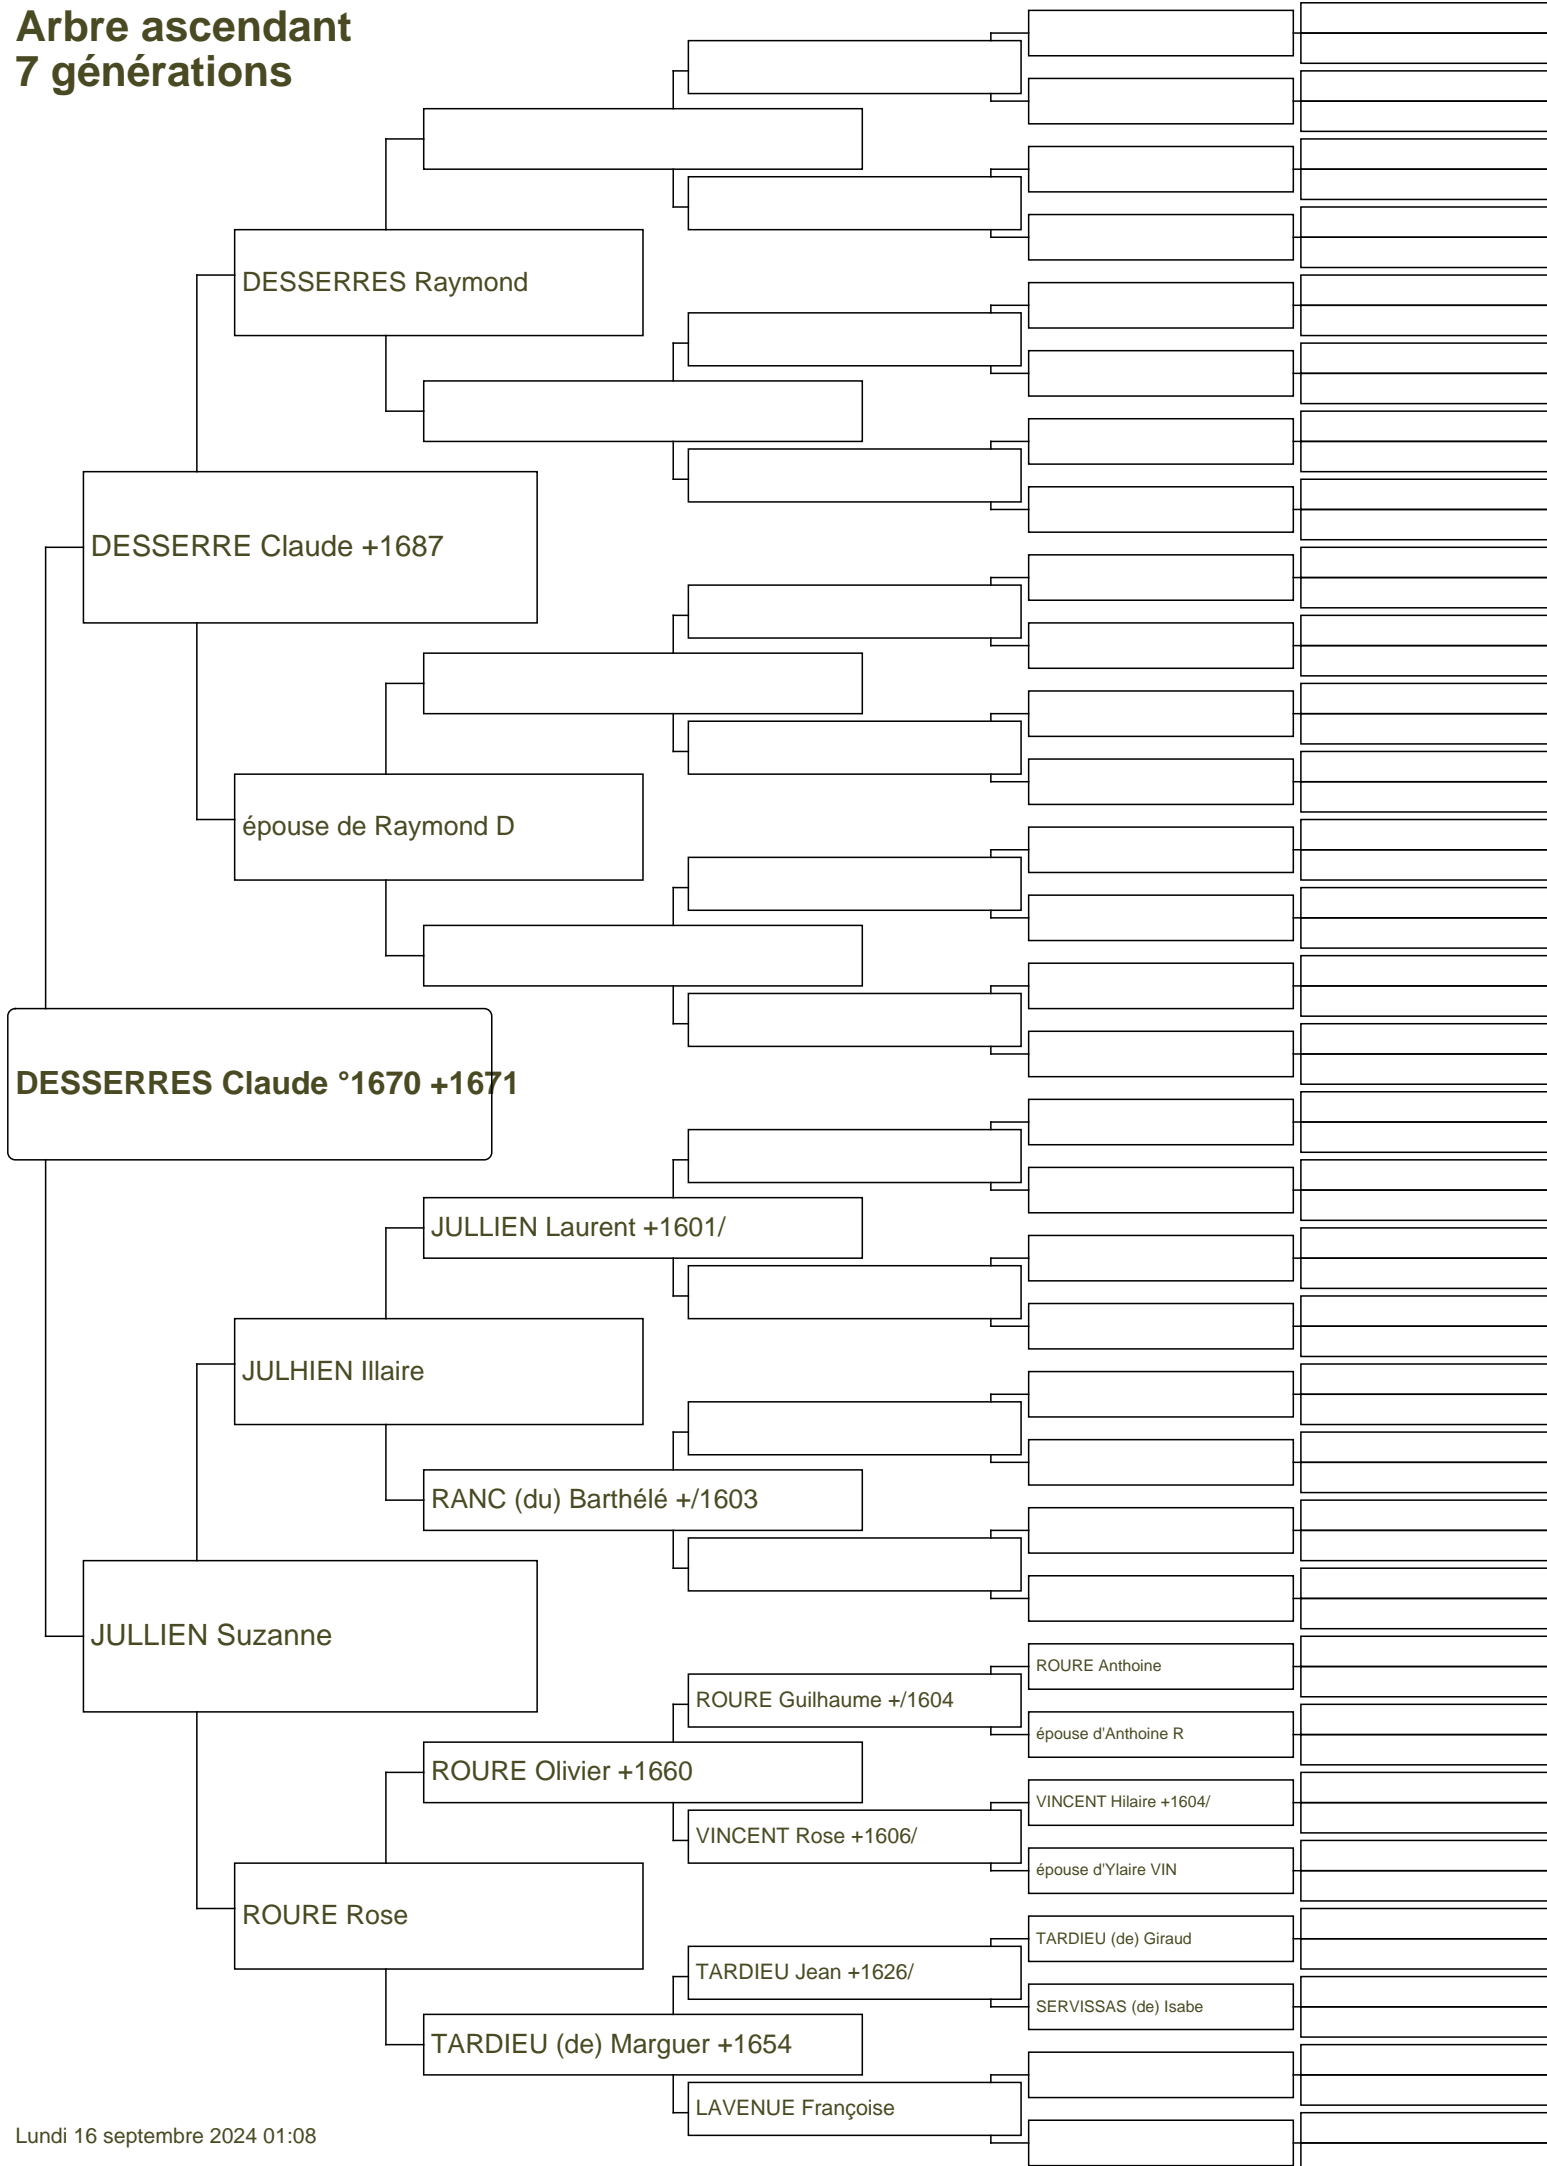 Arbre ascendant
7 générations
DESSERRES Raymond
DESSERRE Claude +1687
épouse de Raymond D
DESSERRES Claude °1670 +1671
JULLIEN Laurent +1601/
JULHIEN Illaire
RANC (du) Barthélé +/1603
JULLIEN Suzanne
ROURE Anthoine
ROURE Guilhaume +/1604
épouse d'Anthoine R
ROURE Olivier +1660
VINCENT Hilaire +1604/
VINCENT Rose +1606/
épouse d'Ylaire VIN
ROURE Rose
TARDIEU (de) Giraud
TARDIEU Jean +1626/
SERVISSAS (de) Isabe
TARDIEU (de) Marguer +1654
LAVENUE Françoise
Lundi 16 septembre 2024 01:08